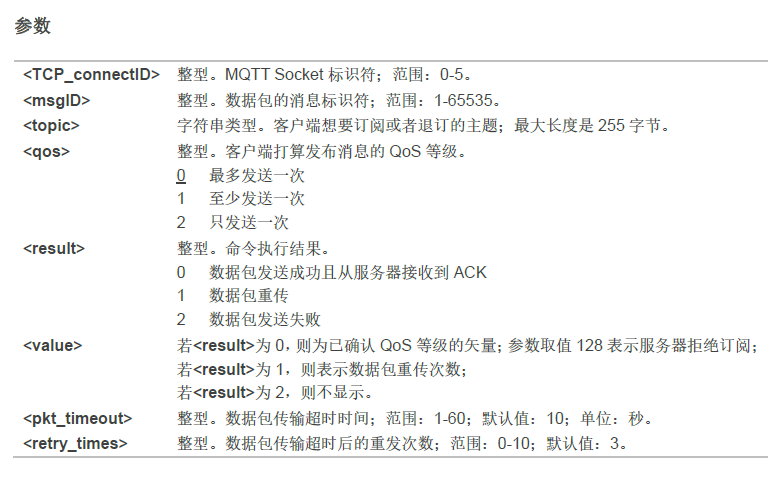 参数
<TCP_connectID> 整型。MQTT Socket 标识符；范围：0-5。
<msgID> 整型。数据包的消息标识符；范围：1-65535。
<topic> 字符串类型。客户端想要订阅或者退订的主题；最大长度是 255 字节。
<qos> 整型。客户端打算发布消息的 QoS 等级。
0 最多发送一次
1 至少发送一次
2 只发送一次
<result> 整型。命令执行结果。
0 数据包发送成功且从服务器接收到 ACK
1 数据包重传
2 数据包发送失败
<value> 若<result>为 0，则为已确认 QoS 等级的矢量；参数取值 128 表示服务器拒绝订阅；
若<result>为 1，则表示数据包重传次数；
若<result>为 2，则不显示。
<pkt_timeout> 整型。数据包传输超时时间；范围：1-60；默认值：10；单位：秒。
<retry_times> 整型。数据包传输超时后的重发次数；范围：0-10；默认值：3。